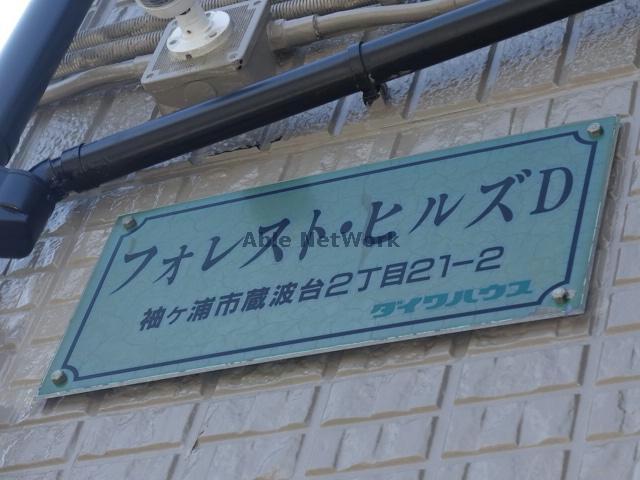 フォレスト・ヒルズD
Able NetWork
袖ヶ浦市蔵波台2丁目21-2
ダイワハウス